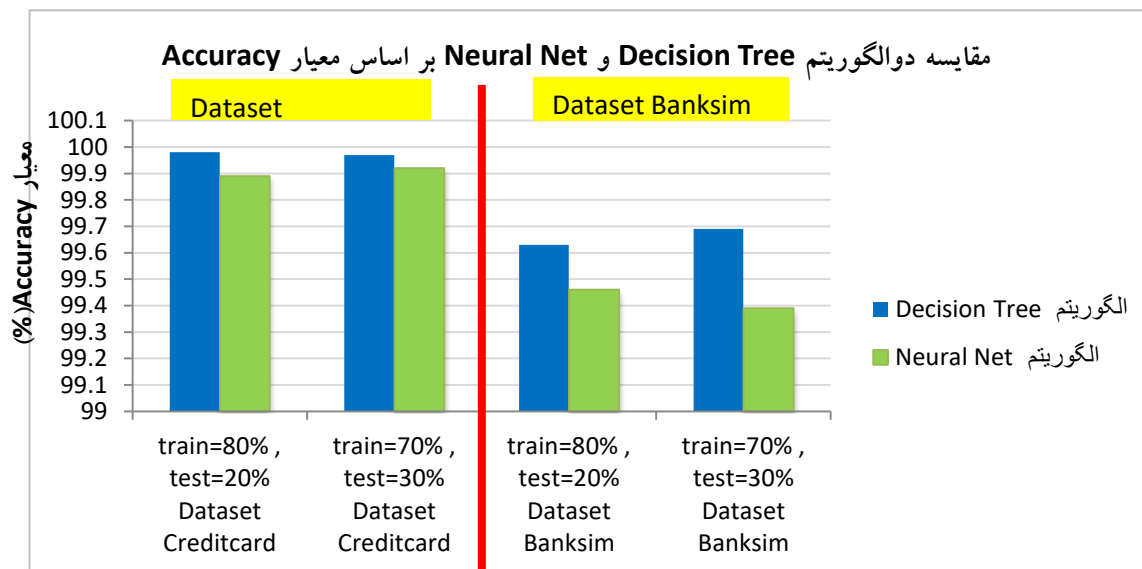 مقایسه دوالگوریتم Decision Tree و Neural Net بر اساس معیار Accuracy
Dataset
Dataset Banksim
معیار Accuracy(%)
100.1
100
99.9
99.8
99.7
99.6
99.5
99.4
99.3
99.2
99.1
99
train=80% ,
test=20%
Dataset
Creditcard
train=70% ,
test=30%
Dataset
Creditcard
train=80% ,
test=20%
Dataset
Banksim
train=70% ,
test=30%
Dataset
Banksim
الگوریتم Decision Tree
الگوریتم Neural Net